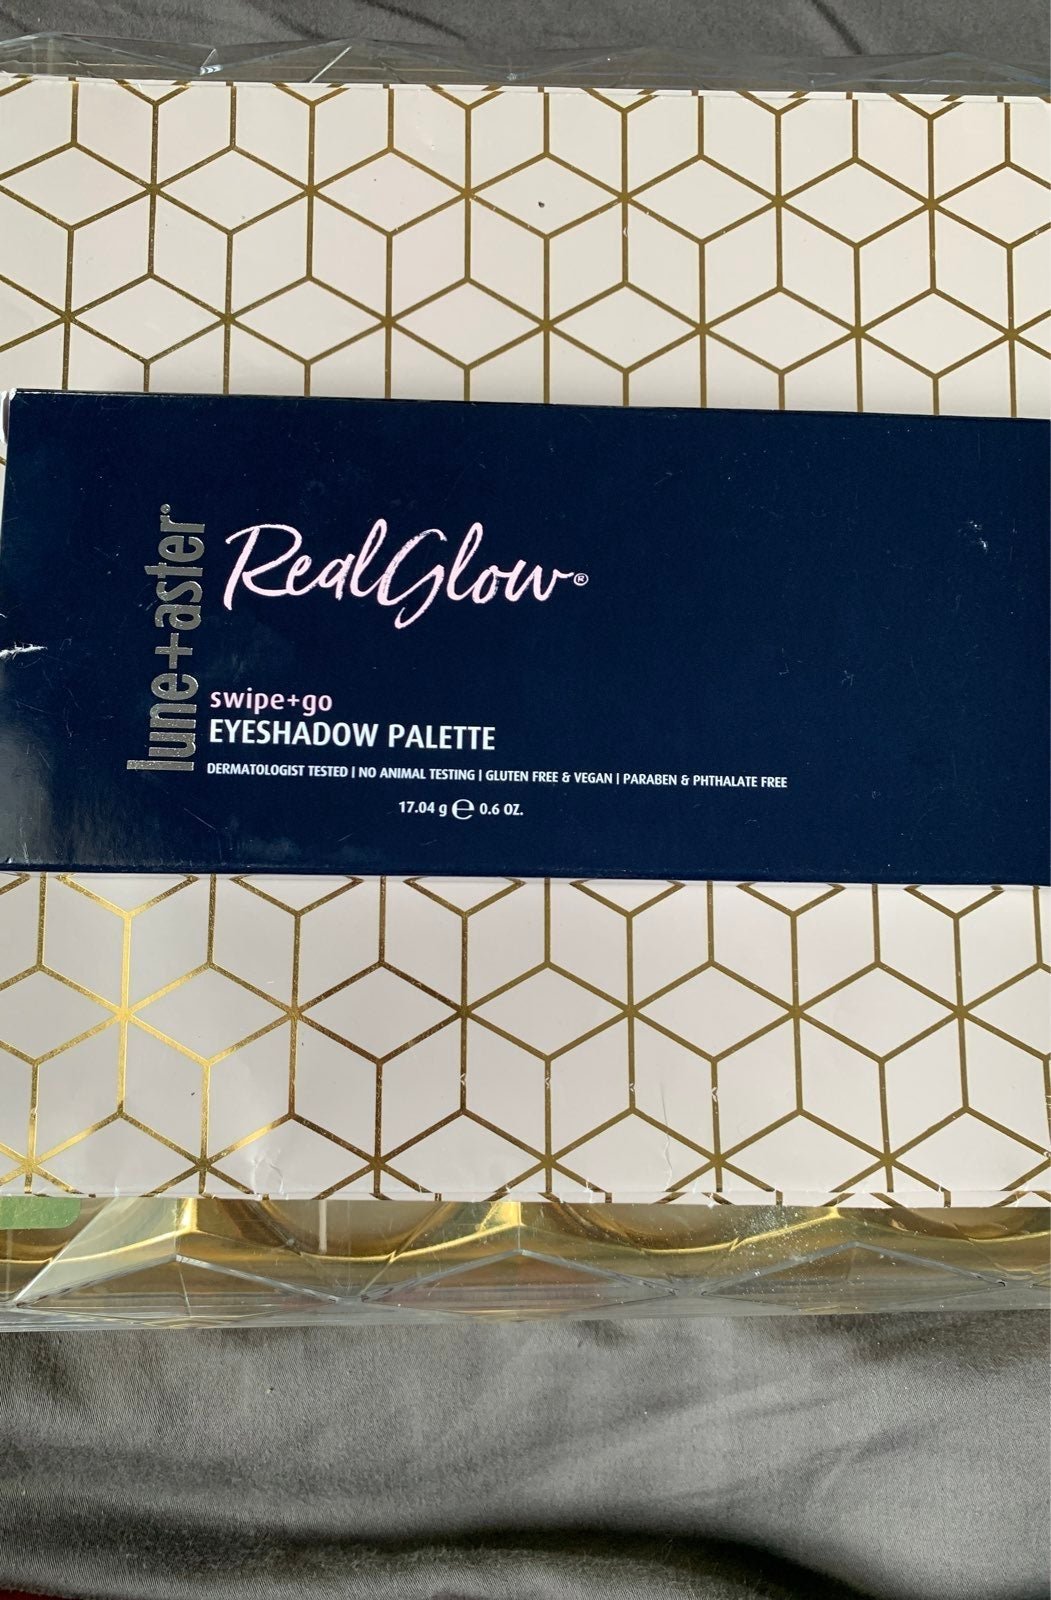 lune+aster®
RealGlow®
swipe+go
EYESHADOW PALETTE
DERMATOLOGIST TESTED | NO ANIMAL TESTING | GLUTEN FREE & VEGAN | PARABEN & PHTHALATE FREE
17.04 g ℮ 0.6 OZ.